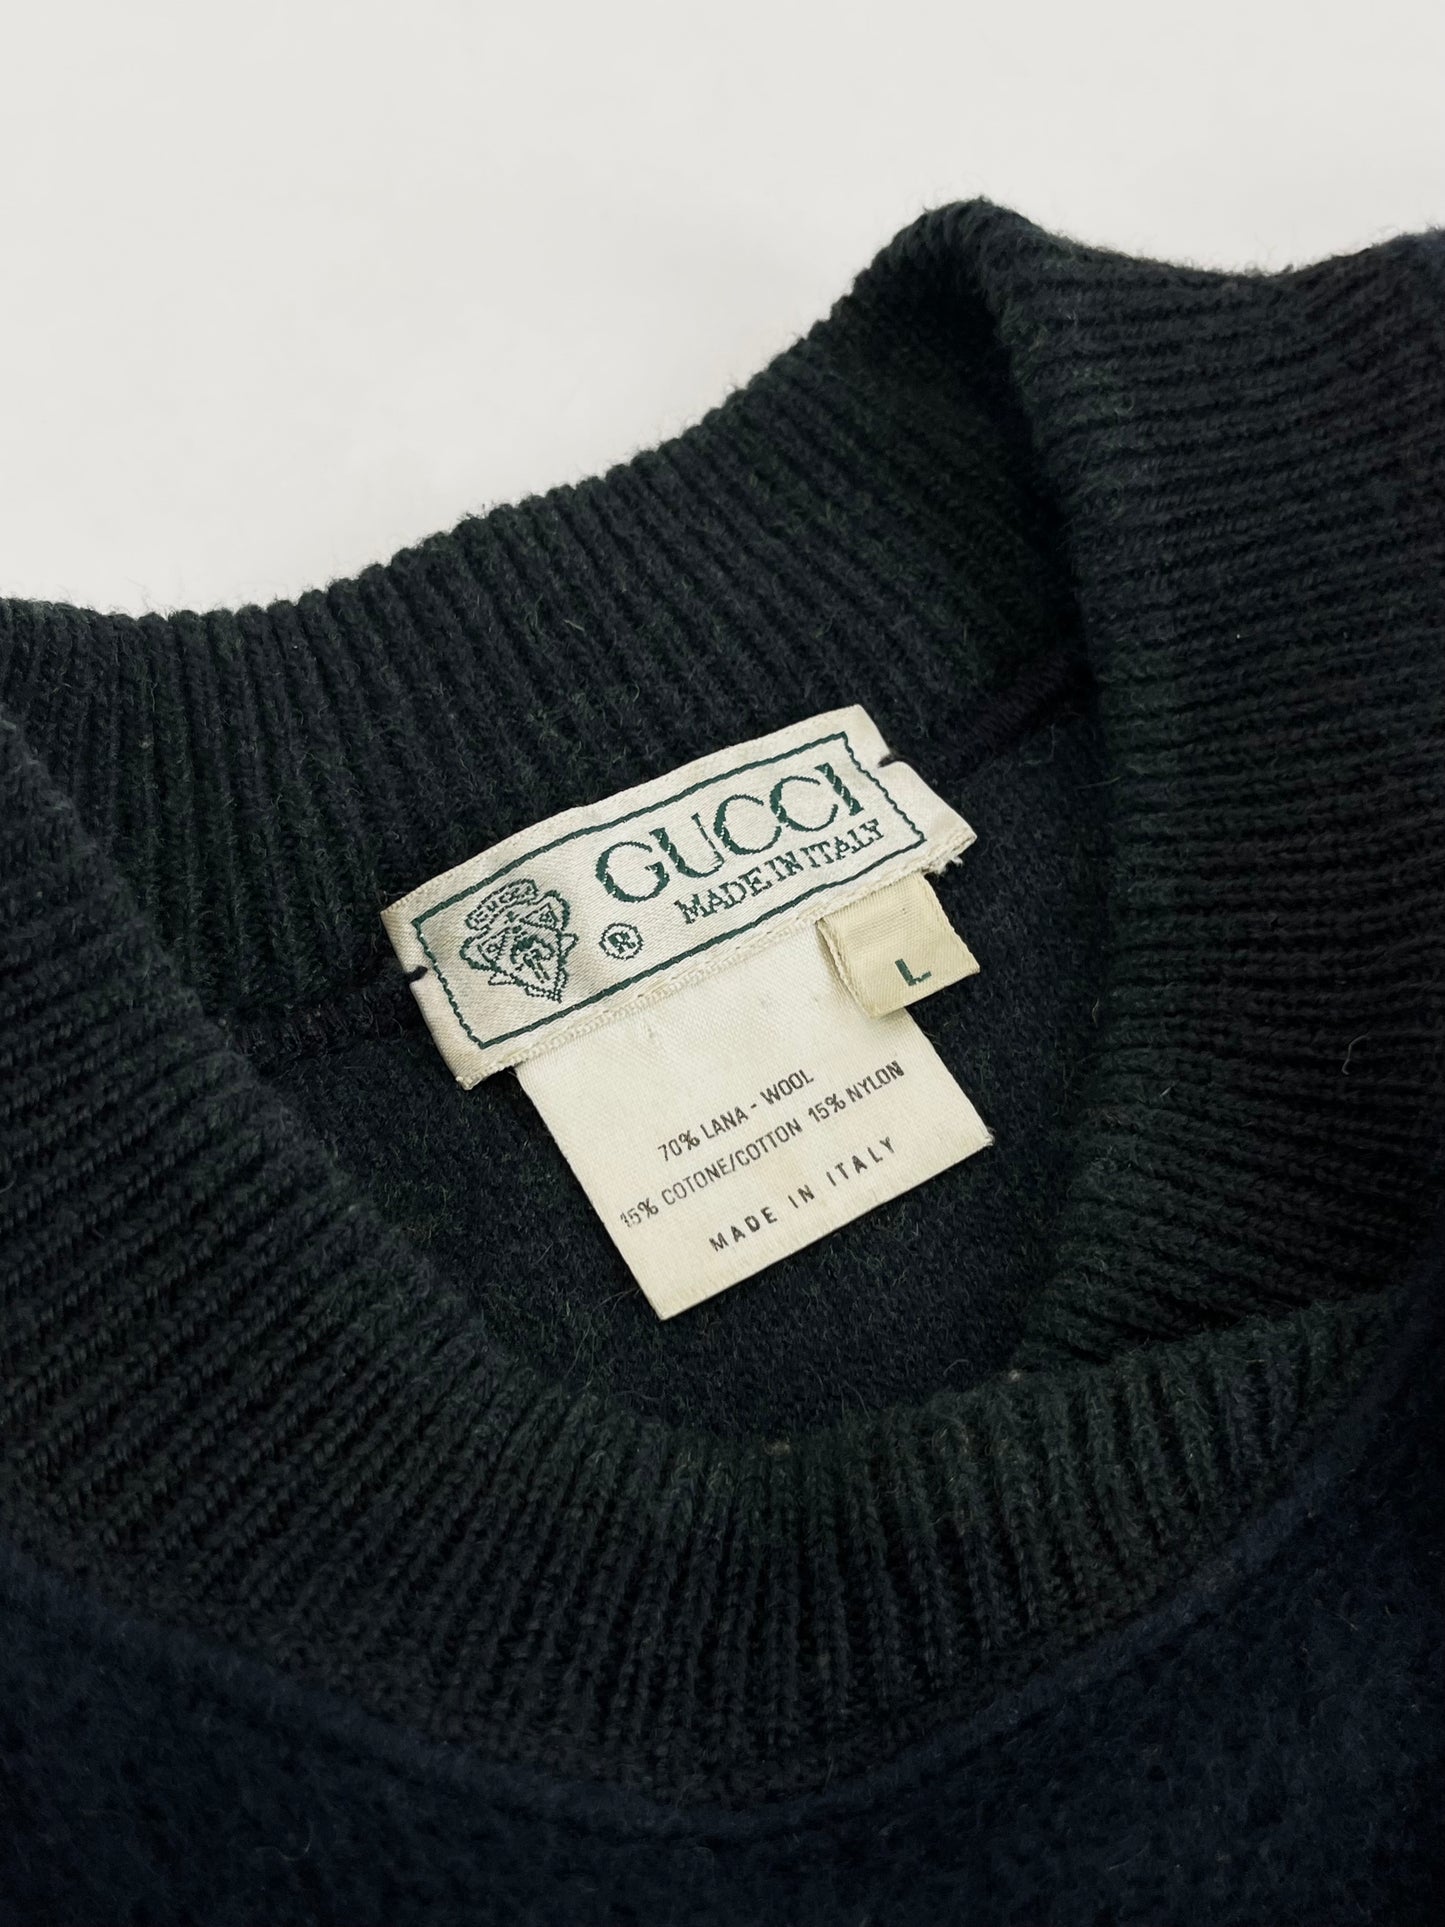 GUCCI
MADE IN ITALY
®
L
70% LANA - WOOL
15% COTONE/COTTON 15% NYLON
MADE IN ITALY